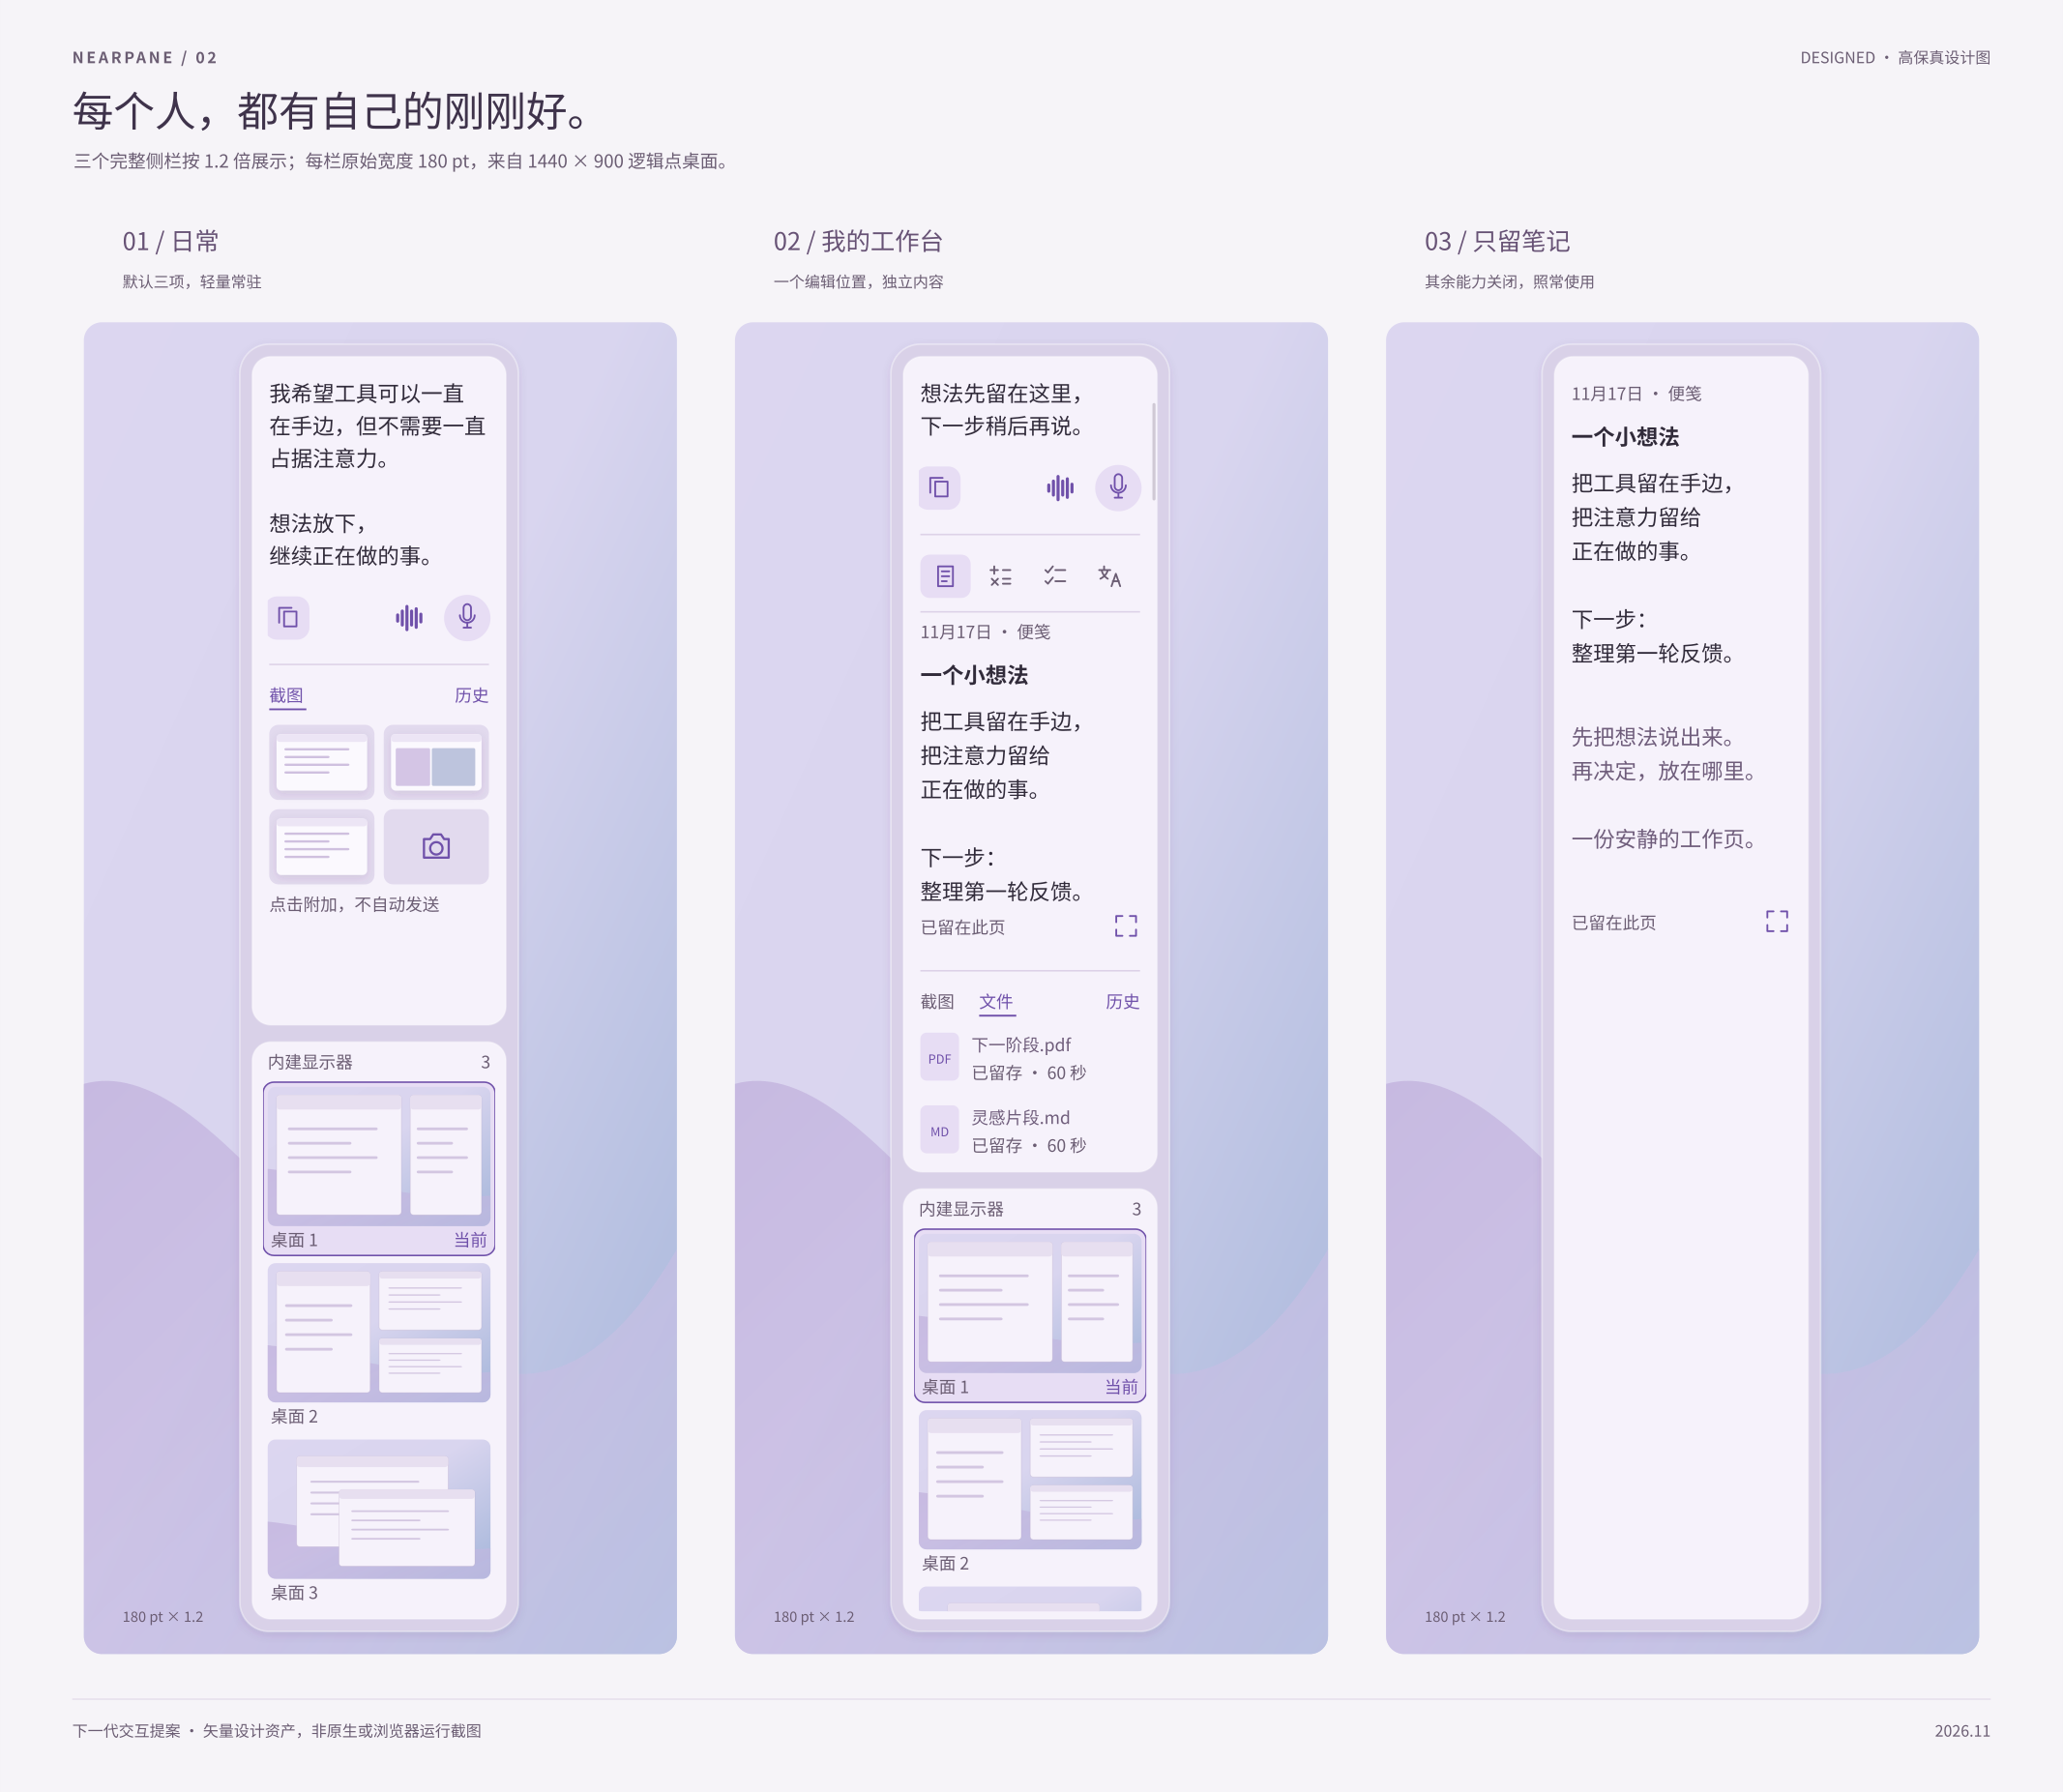 NEARPANE / 02
DESIGNED · 高保真设计图
每个人，都有自己的刚刚好。
三个完整侧栏按 1.2 倍展示；每栏原始宽度 180 pt，来自 1440 × 900 逻辑点桌面。
01 / 日常
默认三项，轻量常驻
我希望工具可以一直
在手边，但不需要一直
占据注意力。
想法放下，
继续正在做的事。
截图 历史
点击附加，不自动发送
内建显示器 3
桌面 1 当前
桌面 2
桌面 3
180 pt × 1.2
02 / 我的工作台
一个编辑位置，独立内容
想法先留在这里，
下一步稍后再说。
11月17日 · 便笺
一个小想法
把工具留在手边，
把注意力留给
正在做的事。
下一步：
整理第一轮反馈。
已留在此页
截图 文件 历史
PDF
下一阶段.pdf
已留存 · 60 秒
MD
灵感片段.md
已留存 · 60 秒
内建显示器 3
桌面 1 当前
桌面 2
180 pt × 1.2
03 / 只留笔记
其余能力关闭，照常使用
11月17日 · 便笺
一个小想法
把工具留在手边，
把注意力留给
正在做的事。
下一步：
整理第一轮反馈。
先把想法说出来。
再决定，放在哪里。
一份安静的工作页。
已留在此页
180 pt × 1.2
下一代交互提案 · 矢量设计资产，非原生或浏览器运行截图
2026.11